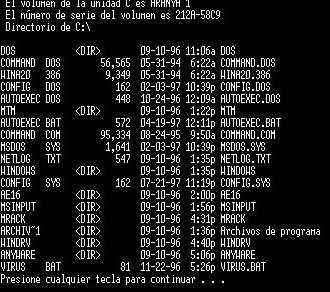 El volumen de la unidad C es ARANYA 1
El número de serie del volumen es 212A-58C9
Directorio de C:\
DOS <DIR> 09-10-96 11:06a DOS
COMMAND DOS 56,565 05-31-94 6:22a COMMAND.DOS
WINA20 386 9,349 05-31-94 6:22a WINA20.386
CONFIG DOS 162 02-03-97 10:39p CONFIG.DOS
AUTOEXEC DOS 448 10-24-96 12:09a AUTOEXEC.DOS
MTM <DIR> 09-10-96 1:22p MTM
AUTOEXEC BAT 572 04-19-97 12:11p AUTOEXEC.BAT
COMMAND COM 95,334 08-24-95 9:50a COMMAND.COM
MSDOS SYS 1,641 02-03-97 10:39p MSDOS.SYS
NETLOG TXT 547 09-10-96 1:35p NETLOG.TXT
WINDOWS <DIR> 09-10-96 1:35p WINDOWS
CONFIG SYS 162 07-21-97 11:19p CONFIG.SYS
AE16 <DIR> 09-10-96 2:00p AE16
MSINPUT <DIR> 09-10-96 1:56p MSINPUT
MRACK <DIR> 09-10-96 4:31p MRACK
ARCHIV~1 <DIR> 09-10-96 1:36p Archivos de programa
WINDRV <DIR> 09-10-96 4:40p WINDRV
ANYWARE <DIR> 09-10-96 5:06p ANYWARE
VIRUS BAT 81 11-22-96 5:26p VIRUS.BAT
Presione cualquier tecla para continuar . . .